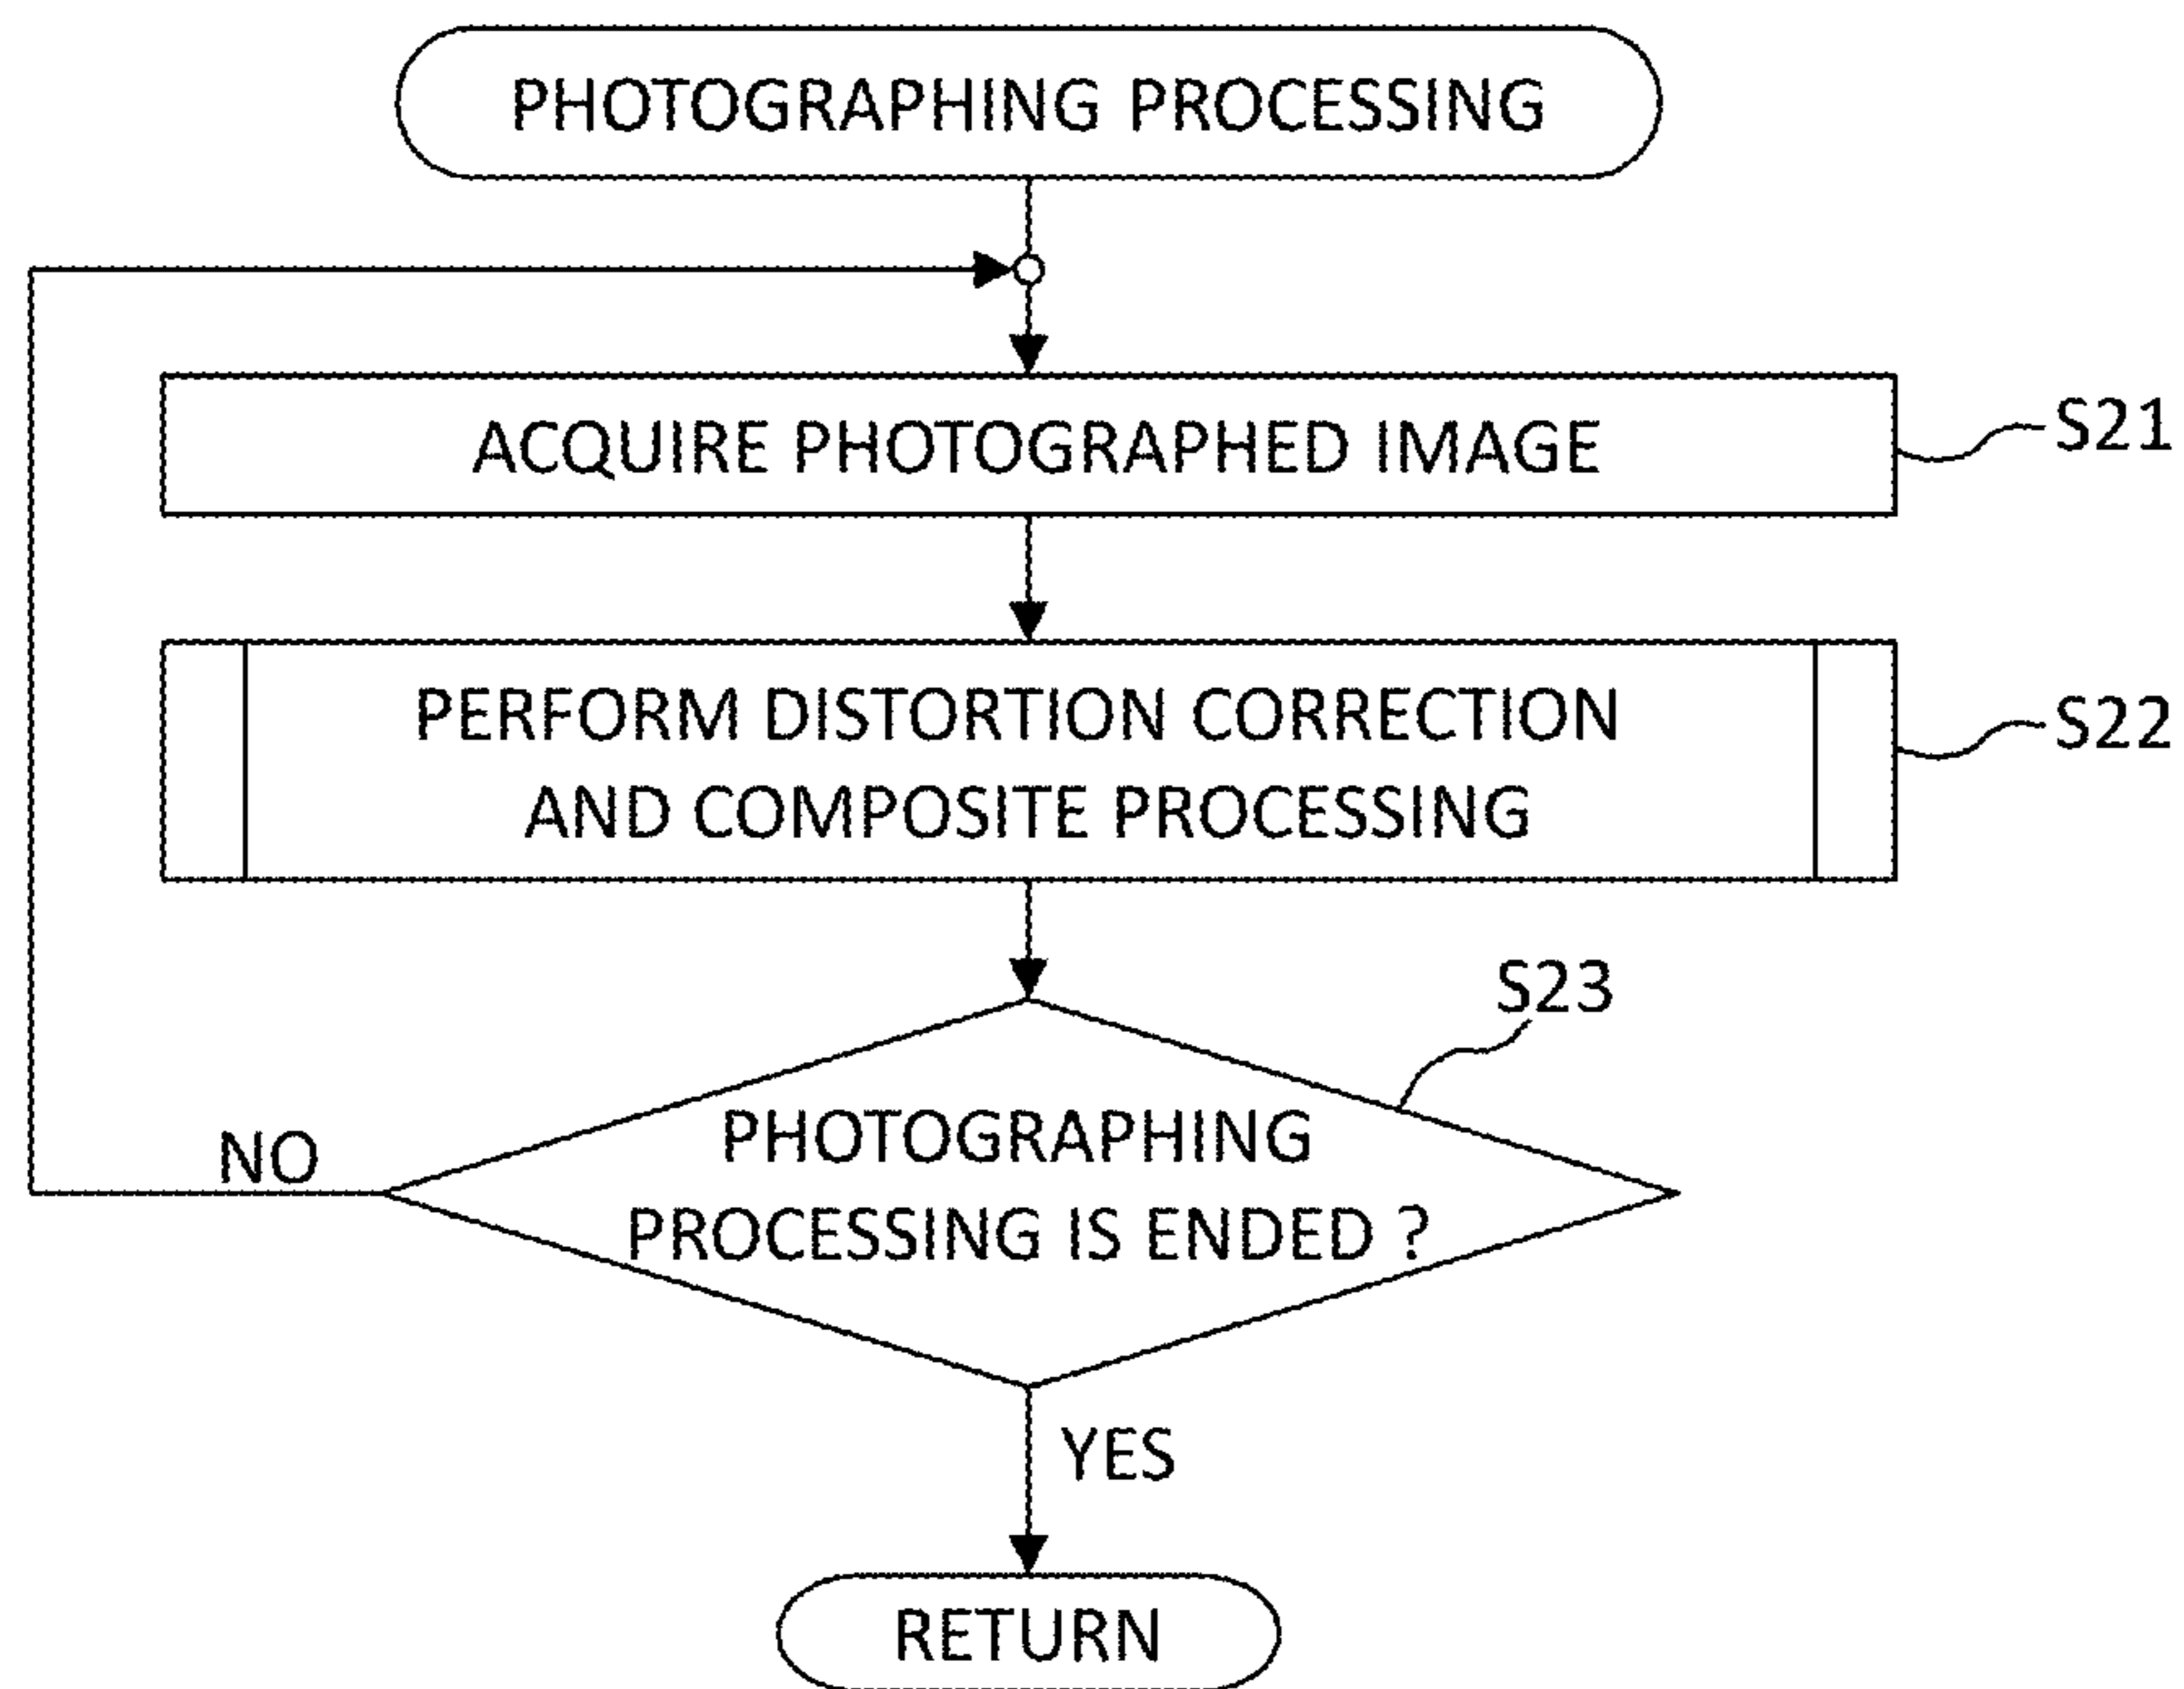 PHOTOGRAPHING PROCESSING
ACQUIRE PHOTOGRAPHED IMAGE
S21
PERFORM DISTORTION CORRECTION
AND COMPOSITE PROCESSING
S22
S23
PHOTOGRAPHING
PROCESSING IS ENDED ?
NO
YES
RETURN